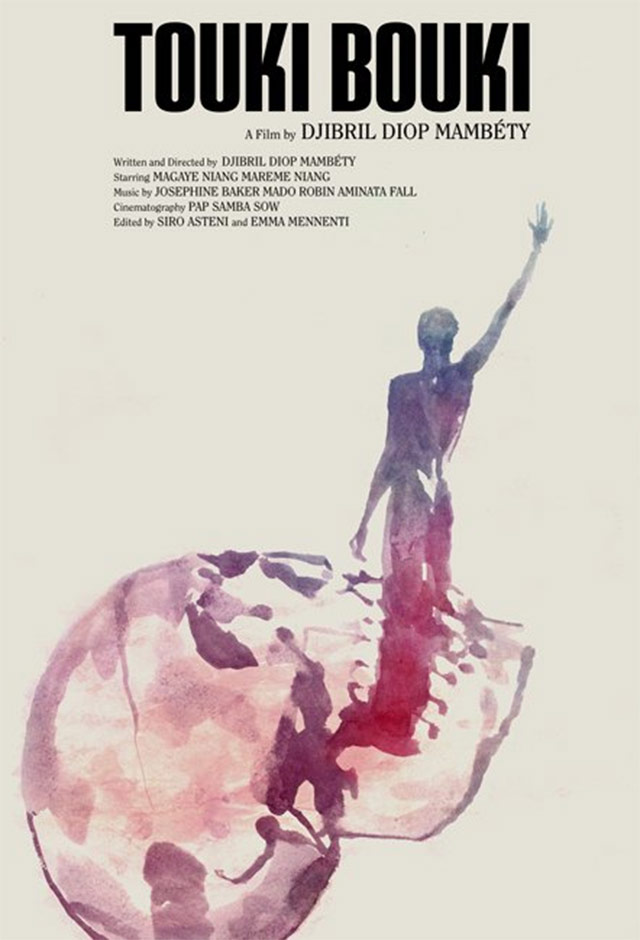 TOUKI BOUKI
A Film by DJIBRIL DIOP MAMBÉTY
Written and Directed by DJIBRIL DIOP MAMBÉTY
Starring MAGAYE NIANG MAREME NIANG
Music by JOSEPHINE BAKER MADO ROBIN AMINATA FALL
Cinematography PAP SAMBA SOW
Edited by SIRO ASTENI and EMMA MENNENTI